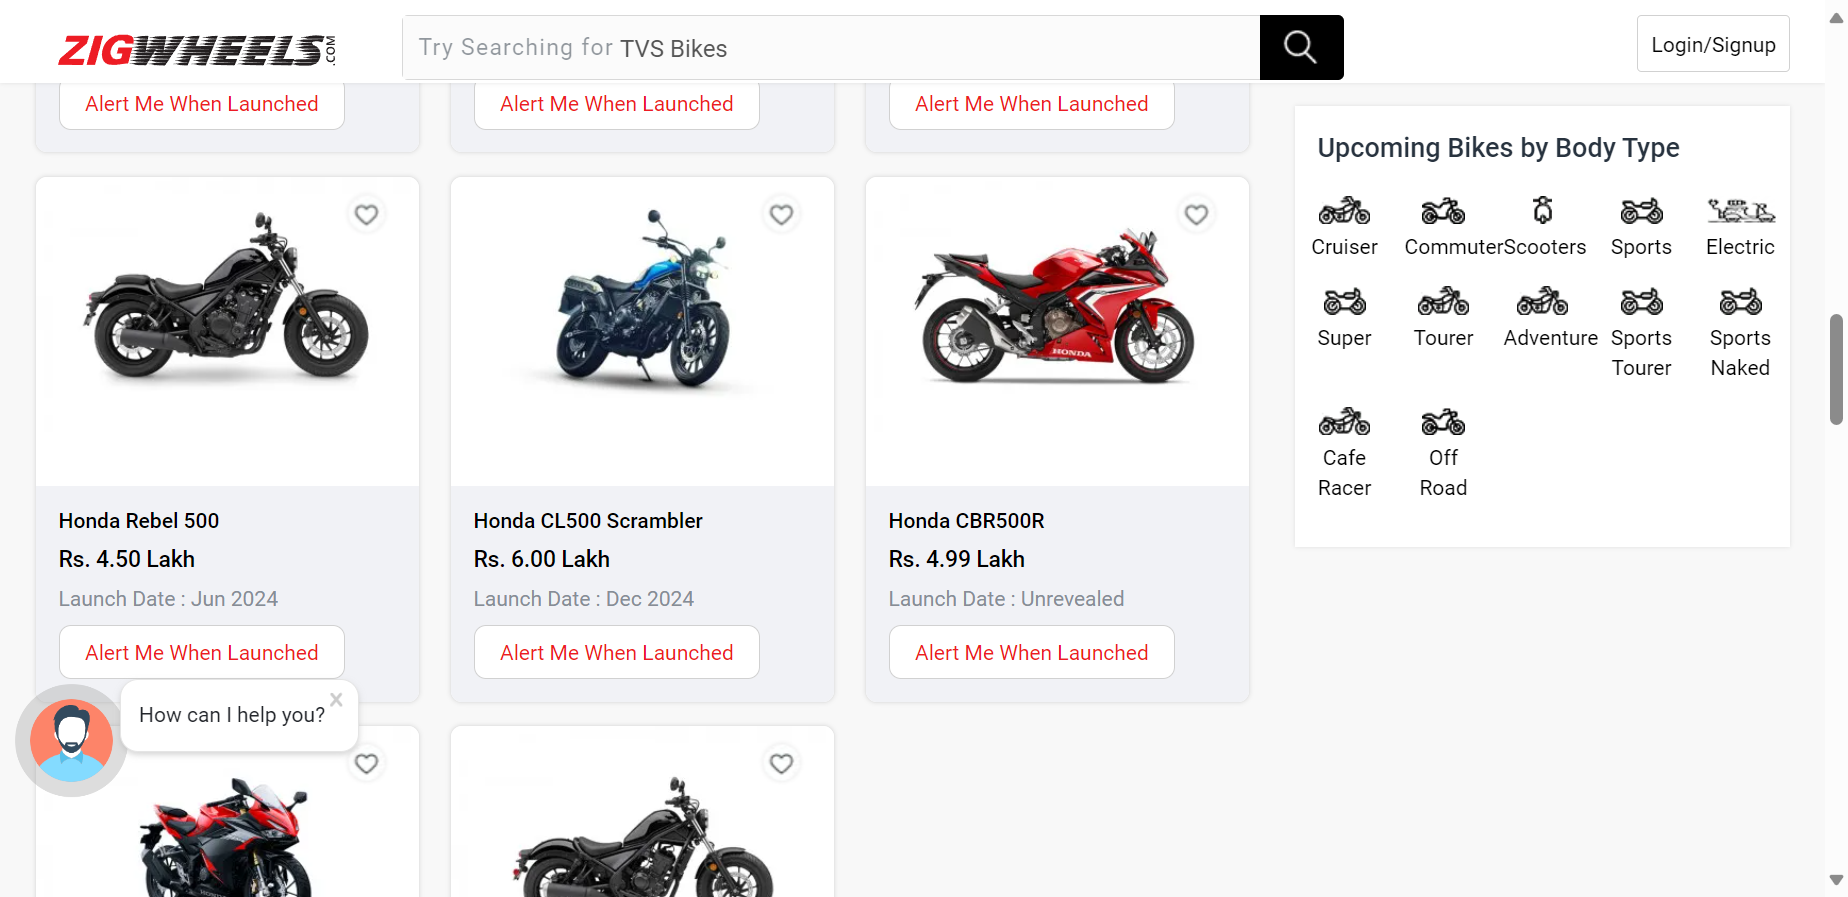 ZIGWHEELS.COM
Try Searching for TVS Bikes
Login/Signup
Alert Me When Launched
Alert Me When Launched
Alert Me When Launched
Honda Rebel 500
Rs. 4.50 Lakh
Launch Date : Jun 2024
Alert Me When Launched
Honda CL500 Scrambler
Rs. 6.00 Lakh
Launch Date : Dec 2024
Alert Me When Launched
HONDA
Honda CBR500R
Rs. 4.99 Lakh
Launch Date : Unrevealed
Alert Me When Launched
Upcoming Bikes by Body Type
Cruiser
Commuter
Scooters
Sports
Electric
Super
Tourer
Adventure
Sports
Tourer
Sports
Naked
Cafe
Racer
Off
Road
How can I help you?